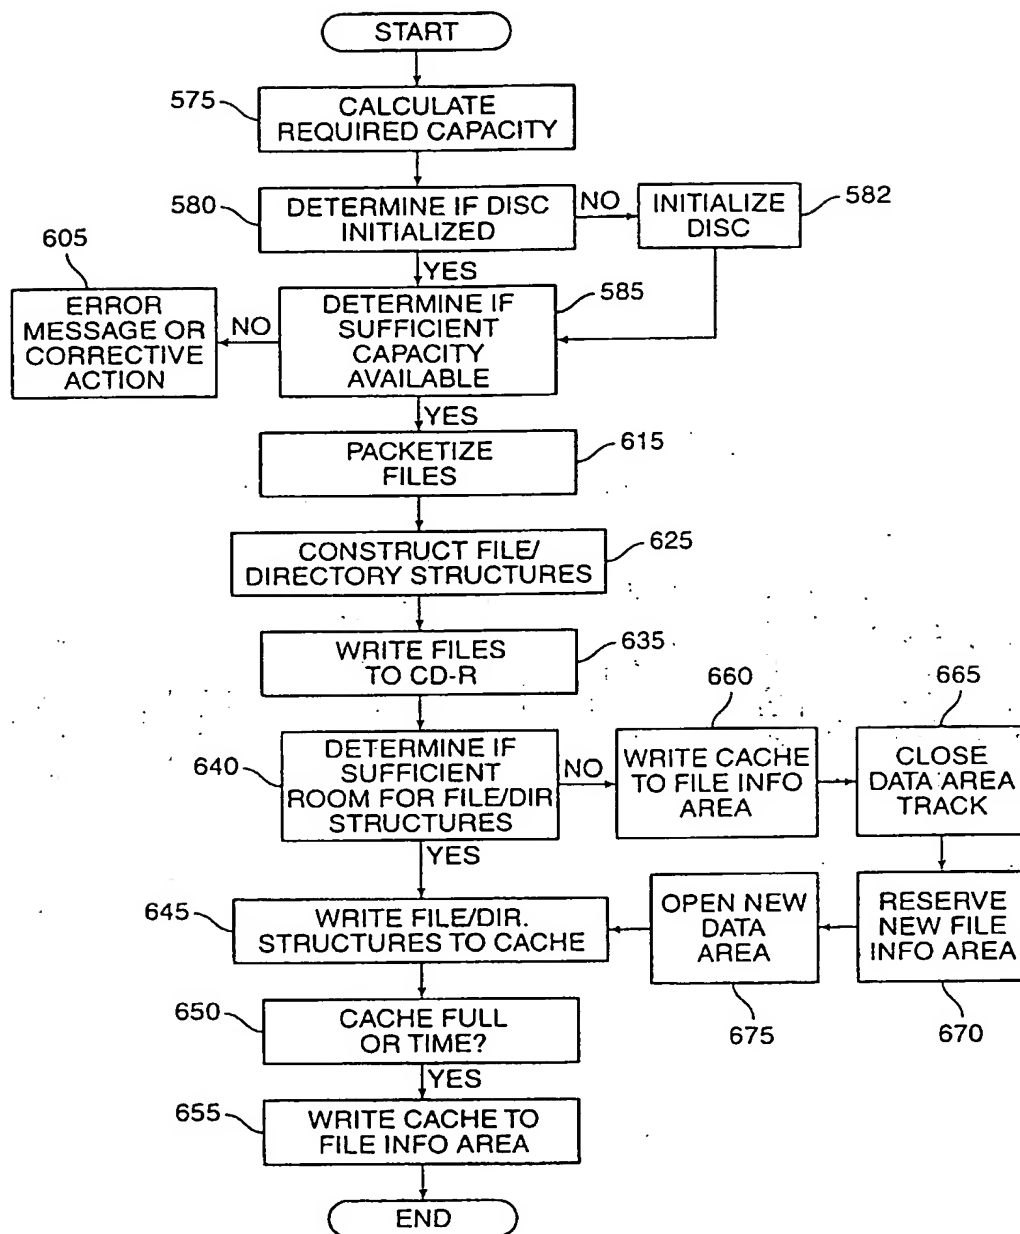 START
575
CALCULATE
REQUIRED CAPACITY
580
DETERMINE IF DISC
INITIALIZED
NO
INITIALIZE
DISC
582
YES
605
ERROR
MESSAGE OR
CORRECTIVE
ACTION
NO
DETERMINE IF
SUFFICIENT
CAPACITY
AVAILABLE
585
YES
PACKETIZE
FILES
615
CONSTRUCT FILE/
DIRECTORY STRUCTURES
625
WRITE FILES
TO CD-R
635
640
DETERMINE IF
SUFFICIENT
ROOM FOR FILE/DIR
STRUCTURES
NO
660
WRITE CACHE
TO FILE INFO
AREA
665
CLOSE
DATA AREA
TRACK
YES
645
WRITE FILE/DIR.
STRUCTURES TO CACHE
OPEN NEW
DATA
AREA
675
RESERVE
NEW FILE
INFO AREA
670
650
CACHE FULL
OR TIME?
YES
655
WRITE CACHE TO
FILE INFO AREA
END